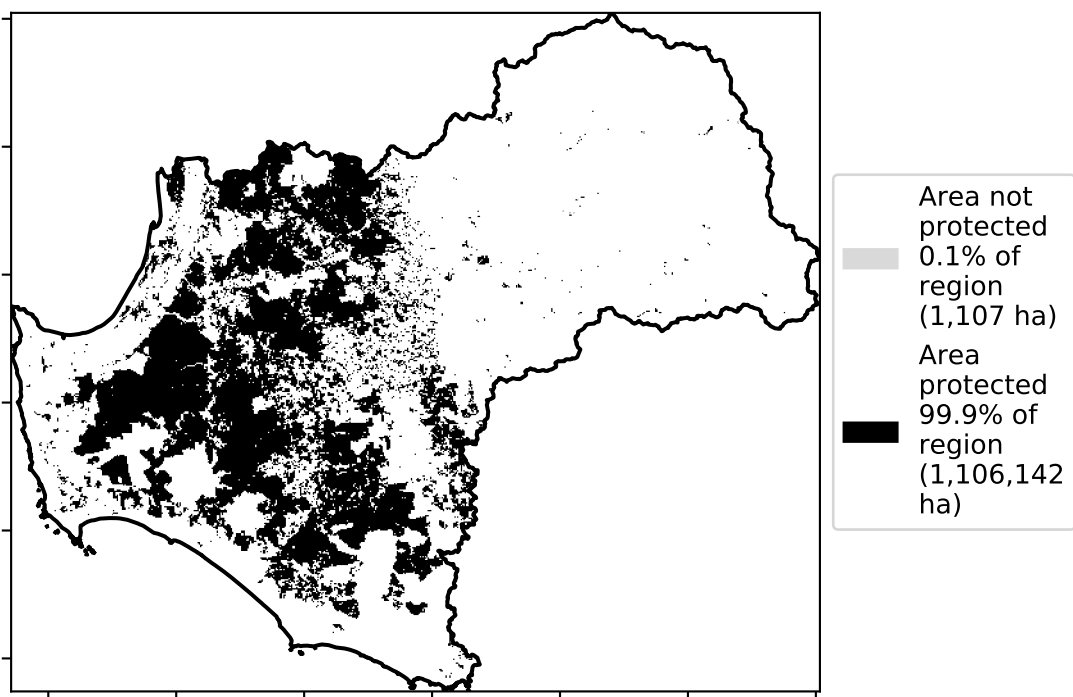 Area not
protected
0.1% of
region
(1,107 ha)
Area
protected
99.9% of
region
(1,106,142
ha)